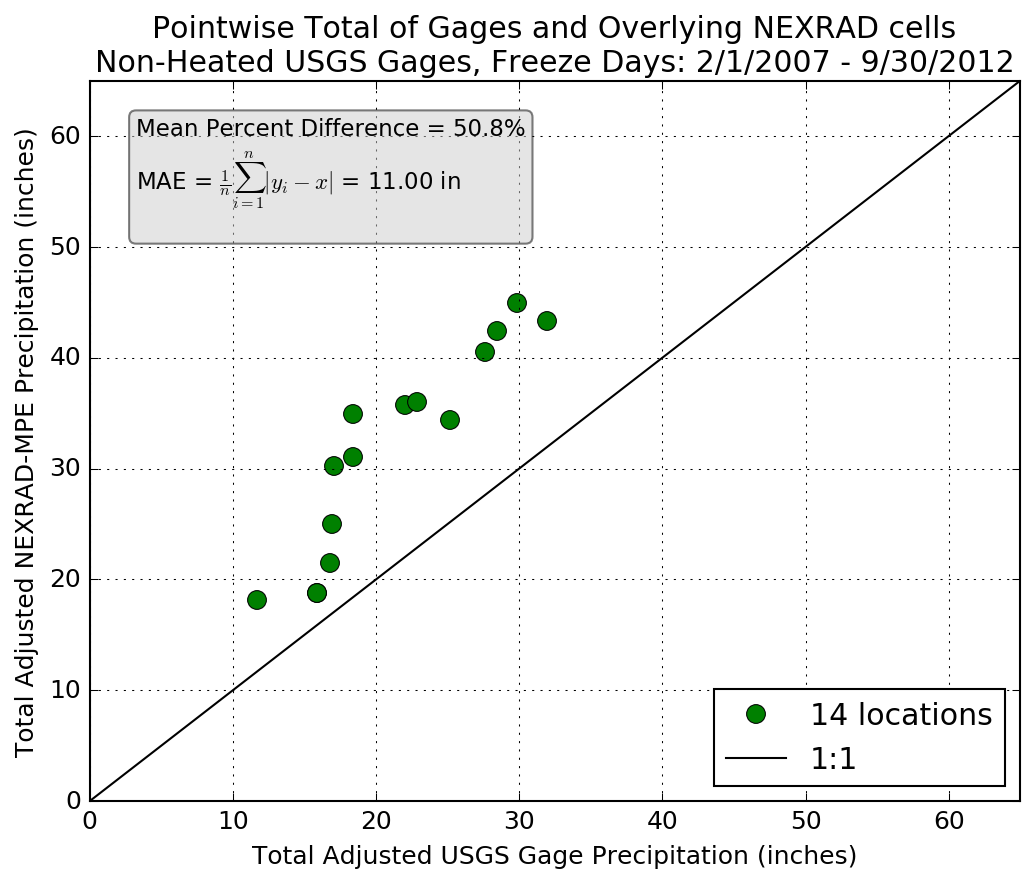 Pointwise Total of Gages and Overlying NEXRAD cells
Non-Heated USGS Gages, Freeze Days: 2/1/2007 - 9/30/2012
Total Adjusted NEXRAD-MPE Precipitation (inches)
60
50
40
30
20
10
0
Mean Percent Difference = 50.8%
MAE = \frac{1}{n}\sum_{i=1}^{n}|y_i − x| = 11.00 in
14 locations
1:1
0 10 20 30 40 50 60
Total Adjusted USGS Gage Precipitation (inches)